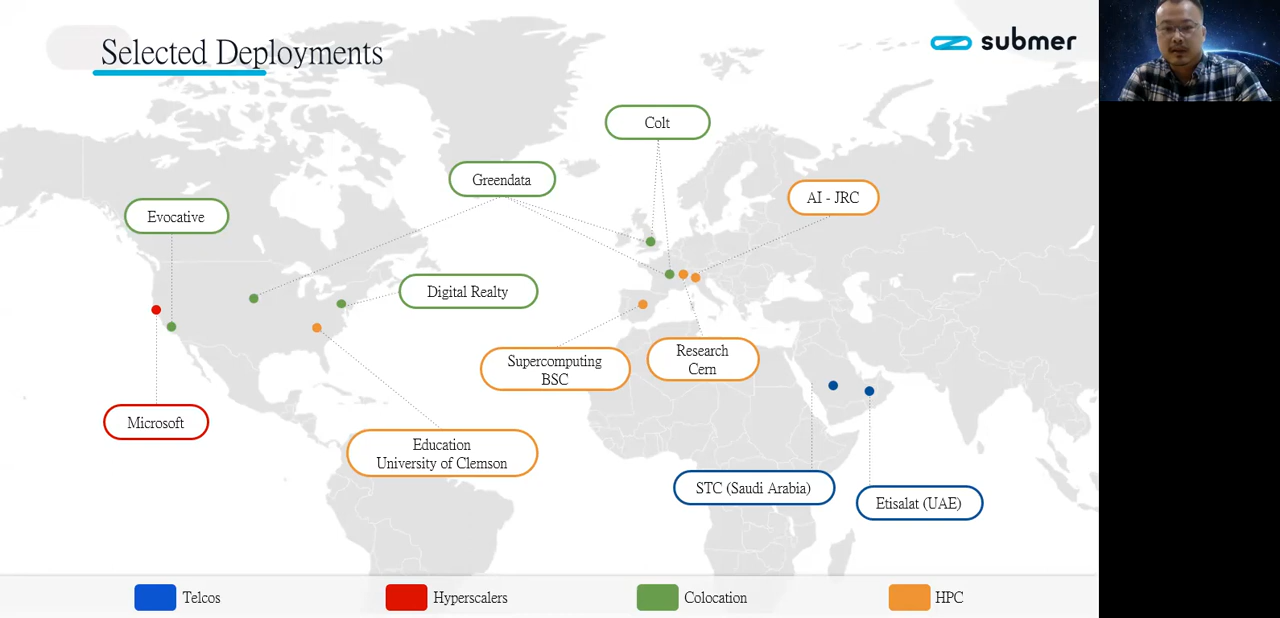 Selected Deployments
submer
Colt
Greendata
AI - JRC
Evocative
Digital Realty
Supercomputing
BSC
Research
Cern
Microsoft
Education
University of Clemson
STC (Saudi Arabia)
Etisalat (UAE)
Telcos
Hyperscalers
Colocation
HPC